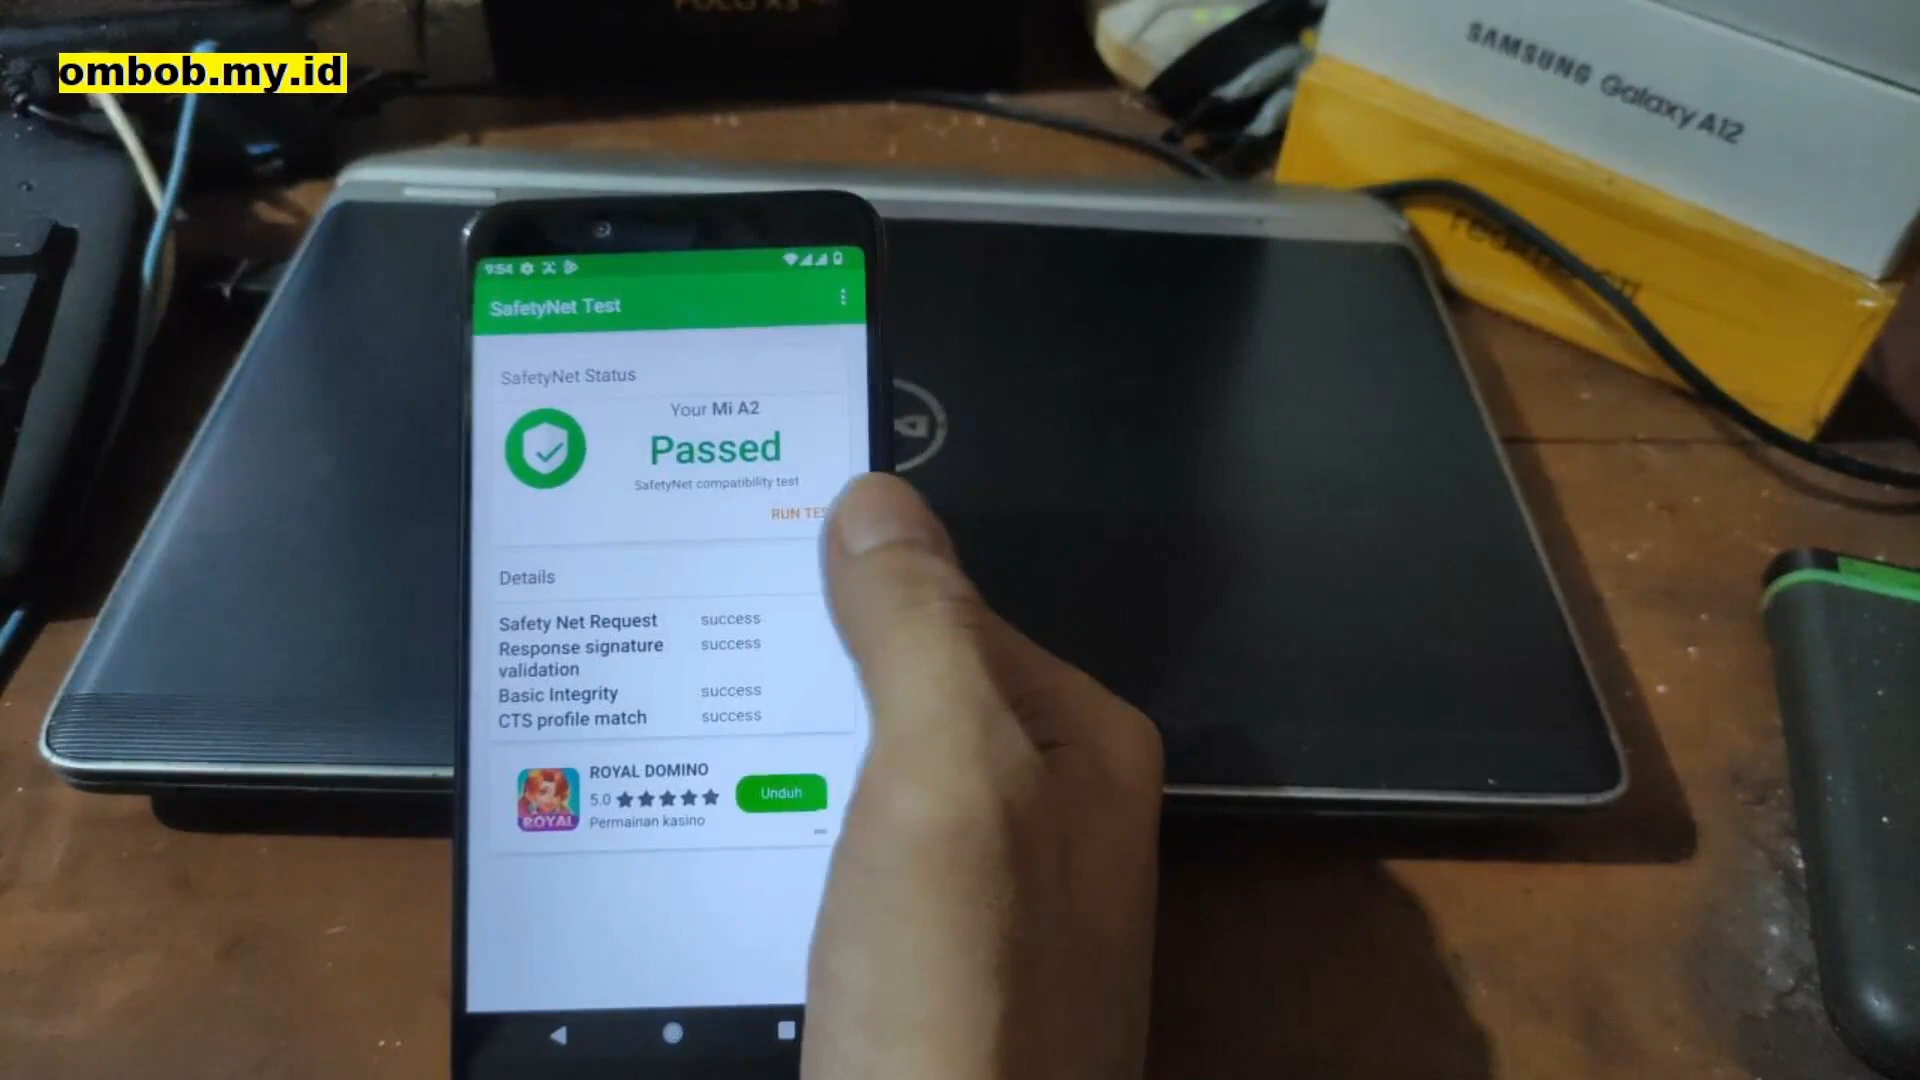 ombob.my.id
SAMSUNG Galaxy A12
9:54
SafetyNet Test
SafetyNet Status
Your Mi A2
Passed
SafetyNet compatibility test
RUN TES
Details
Safety Net Request success
Response signature validation success
Basic Integrity success
CTS profile match success
ROYAL DOMINO
5.0
Unduh
ROYAL
Permainan kasino